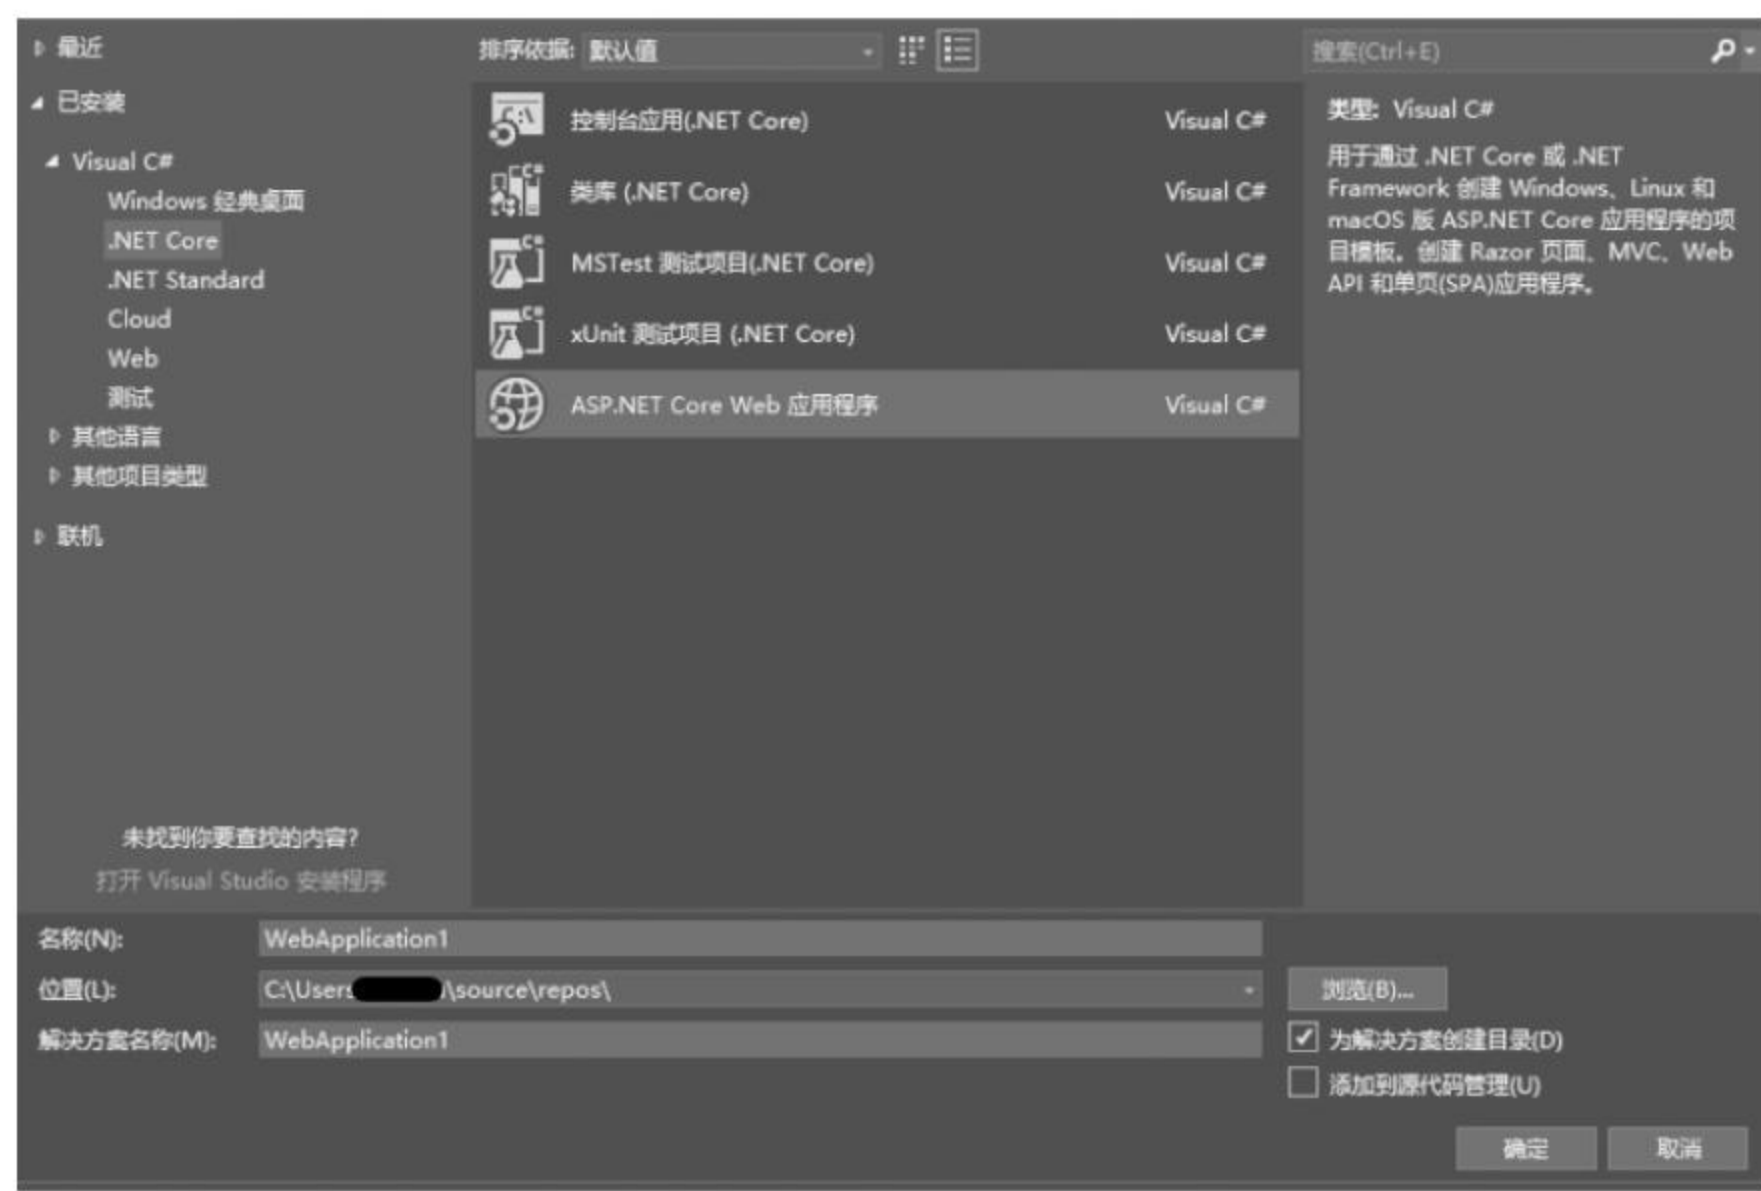 最近
已安装
Visual C#
Windows 经典桌面
.NET Core
.NET Standard
Cloud
Web
测试
其他语言
其他项目类型
联机
未找到你要查找的内容?
打开 Visual Studio 安装程序
排序依据: 默认值
控制台应用(.NET Core) Visual C#
类库 (.NET Core) Visual C#
MSTest 测试项目(.NET Core) Visual C#
xUnit 测试项目 (.NET Core) Visual C#
ASP.NET Core Web 应用程序 Visual C#
搜索(Ctrl+E)
类型: Visual C#
用于通过 .NET Core 或 .NET
Framework 创建 Windows、Linux 和
macOS 版 ASP.NET Core 应用程序的项
目模板。创建 Razor 页面、MVC、Web
API 和单页(SPA)应用程序。
名称(N): WebApplication1
位置(L): C:\Users \source\repos\ 浏览(B)...
解决方案名称(M): WebApplication1
为解决方案创建目录(D)
添加到源代码管理(U)
确定 取消